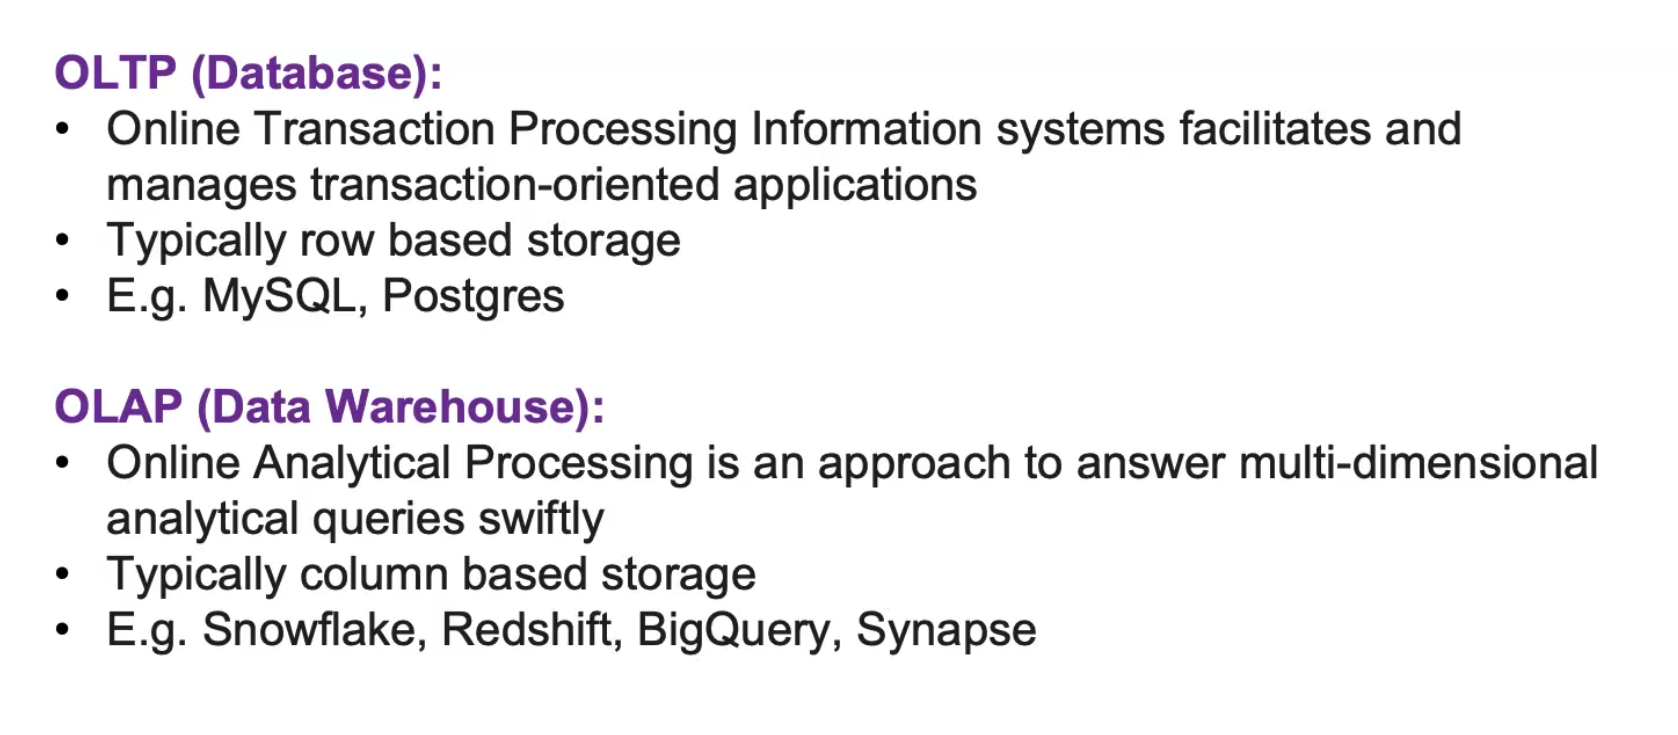 OLTP (Database):
• Online Transaction Processing Information systems facilitates and
manages transaction-oriented applications
• Typically row based storage
• E.g. MySQL, Postgres
OLAP (Data Warehouse):
• Online Analytical Processing is an approach to answer multi-dimensional
analytical queries swiftly
• Typically column based storage
• E.g. Snowflake, Redshift, BigQuery, Synapse